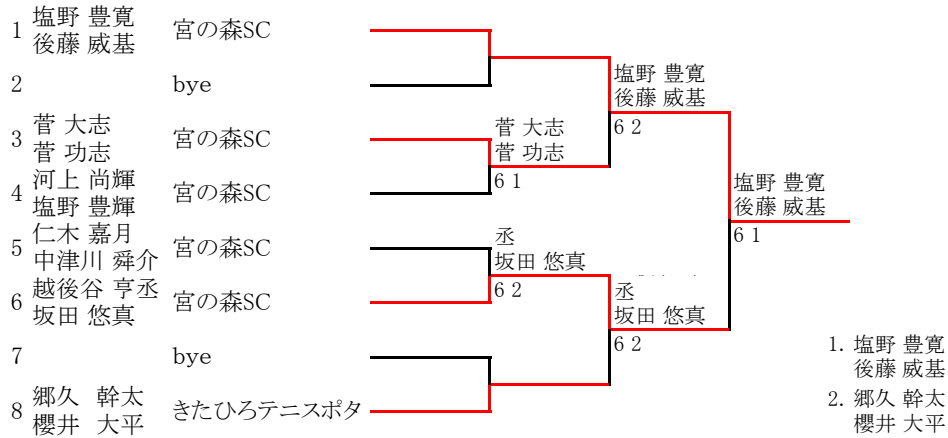 1 塩野 豊寛
後藤 威基 宮の森SC
2 bye
塩野 豊寛
後藤 威基
6 2
3 菅 大志
菅 功志 宮の森SC
菅 大志
菅 功志
6 1
4 河上 尚輝
塩野 豊輝 宮の森SC
塩野 豊寛
後藤 威基
6 1
5 仁木 嘉月
中津川 舜介 宮の森SC
丞
坂田 悠真
6 2
6 越後谷 亨丞
坂田 悠真 宮の森SC
丞
坂田 悠真
6 2
7 bye
8 郷久 幹太
櫻井 大平 きたひろテニスポタ
1. 塩野 豊寛
後藤 威基
2. 郷久 幹太
櫻井 大平